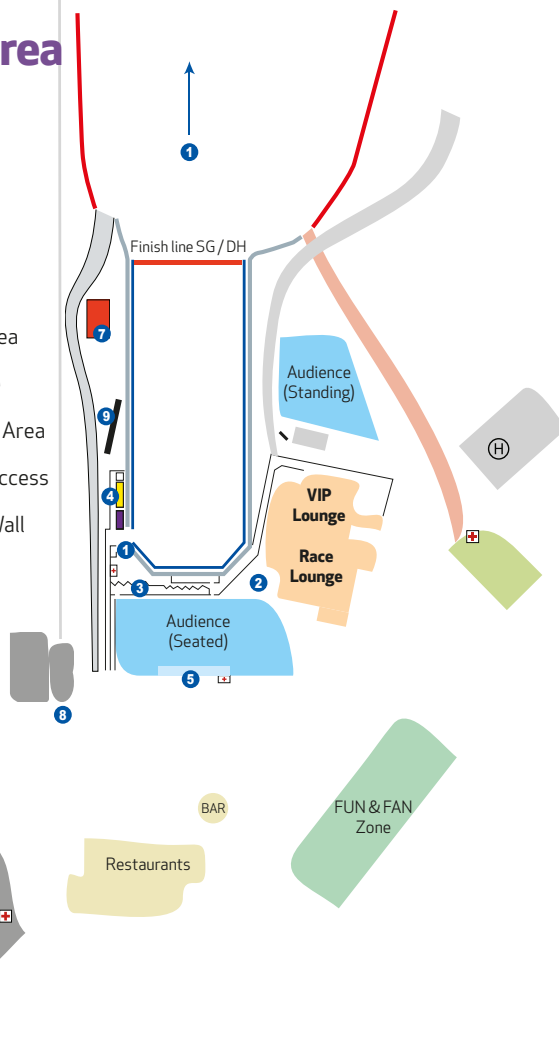 rea
1
Finish line SG / DH
7
ea
Audience
(Standing)
9
Area
H
ccess
4
VIP
Lounge
Wall
1
Race
Lounge
3
2
Audience
(Seated)
5
8
BAR
FUN & FAN
Zone
Restaurants